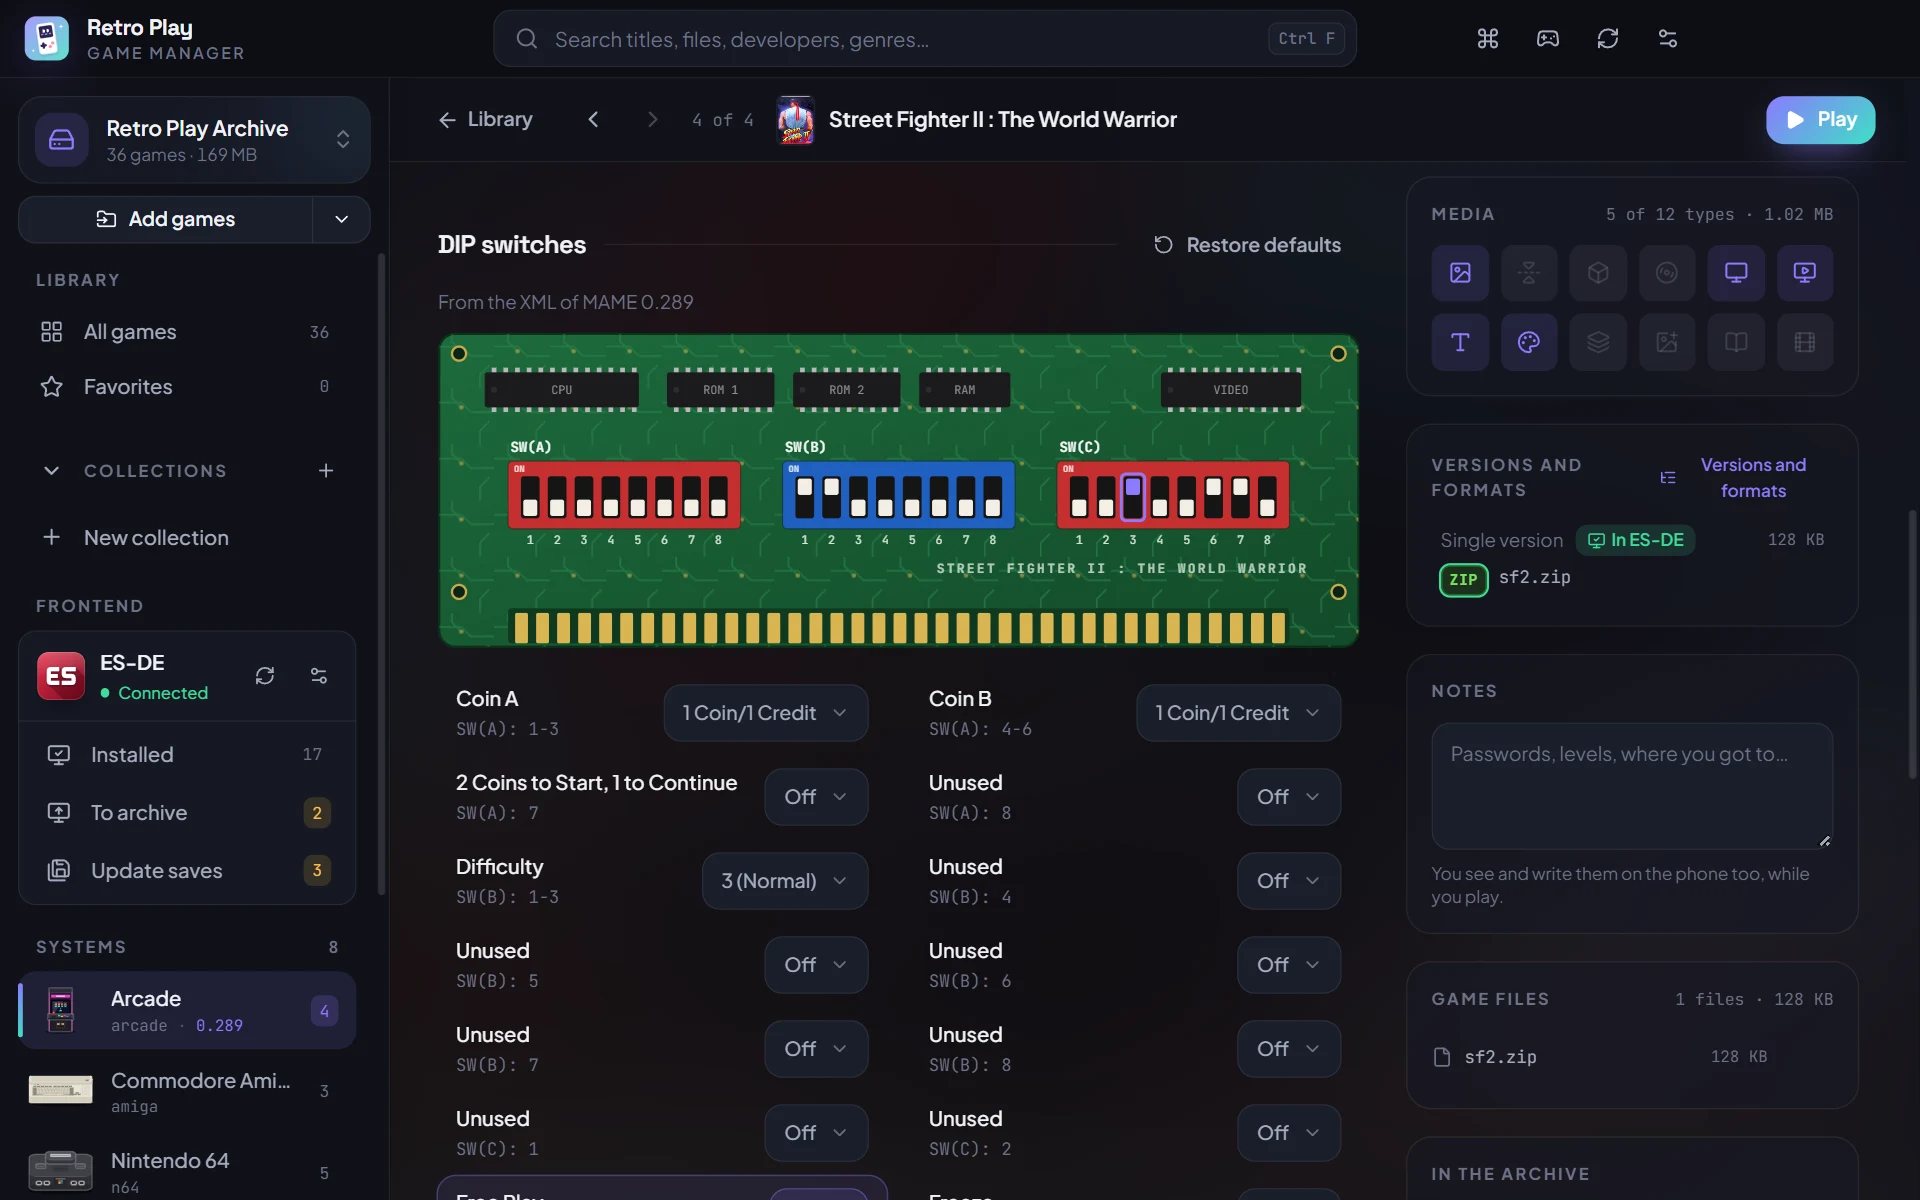 Retro Play
GAME MANAGER
Search titles, files, developers, genres...
Ctrl F
Retro Play Archive
36 games · 169 MB
Add games
LIBRARY
All games 36
Favorites 0
COLLECTIONS
New collection
FRONTEND
ES
ES-DE
Connected
Installed 17
To archive 2
Update saves 3
SYSTEMS 8
Arcade
arcade · 0.289
4
Commodore Ami...
amiga
3
Nintendo 64
n64
5
Library
4 of 4
Street Fighter II : The World Warrior
Play
DIP switches
Restore defaults
From the XML of MAME 0.289
CPU
ROM 1
ROM 2
RAM
VIDEO
SW(A)
SW(B)
SW(C)
ON
ON
ON
1 2 3 4 5 6 7 8
1 2 3 4 5 6 7 8
1 2 3 4 5 6 7 8
STREET FIGHTER II : THE WORLD WARRIOR
Coin A
SW(A): 1-3
1 Coin/1 Credit
Coin B
SW(A): 4-6
1 Coin/1 Credit
2 Coins to Start, 1 to Continue
SW(A): 7
Off
Unused
SW(A): 8
Off
Difficulty
SW(B): 1-3
3 (Normal)
Unused
SW(B): 4
Off
Unused
SW(B): 5
Off
Unused
SW(B): 6
Off
Unused
SW(B): 7
Off
Unused
SW(B): 8
Off
Unused
SW(C): 1
Off
Unused
SW(C): 2
Off
Free Play
Freeze
MEDIA
5 of 12 types · 1.02 MB
VERSIONS AND
FORMATS
Versions and
formats
Single version
In ES-DE
128 KB
ZIP
sf2.zip
NOTES
Passwords, levels, where you got to...
You see and write them on the phone too, while
you play.
GAME FILES
1 files · 128 KB
sf2.zip
128 KB
IN THE ARCHIVE